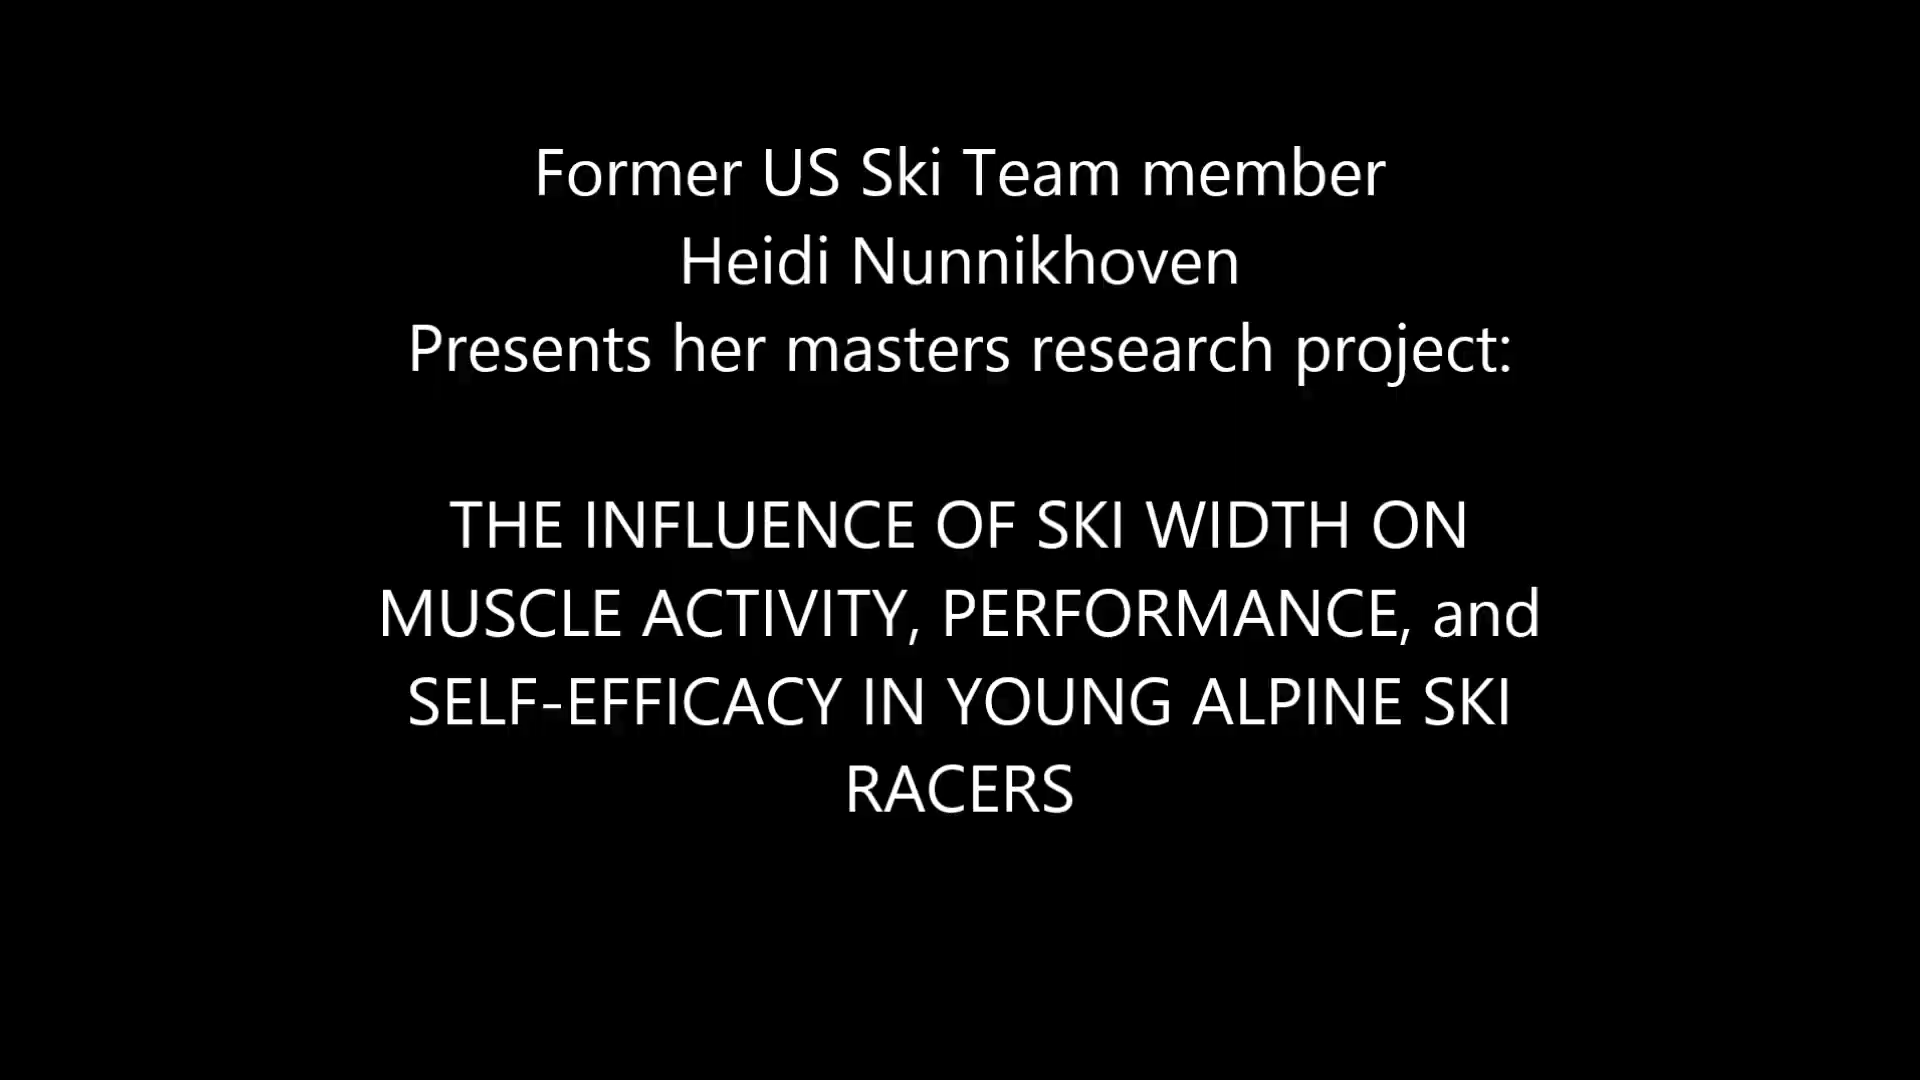 Former US Ski Team member
Heidi Nunnikhoven
Presents her masters research project:
THE INFLUENCE OF SKI WIDTH ON
MUSCLE ACTIVITY, PERFORMANCE, and
SELF-EFFICACY IN YOUNG ALPINE SKI
RACERS